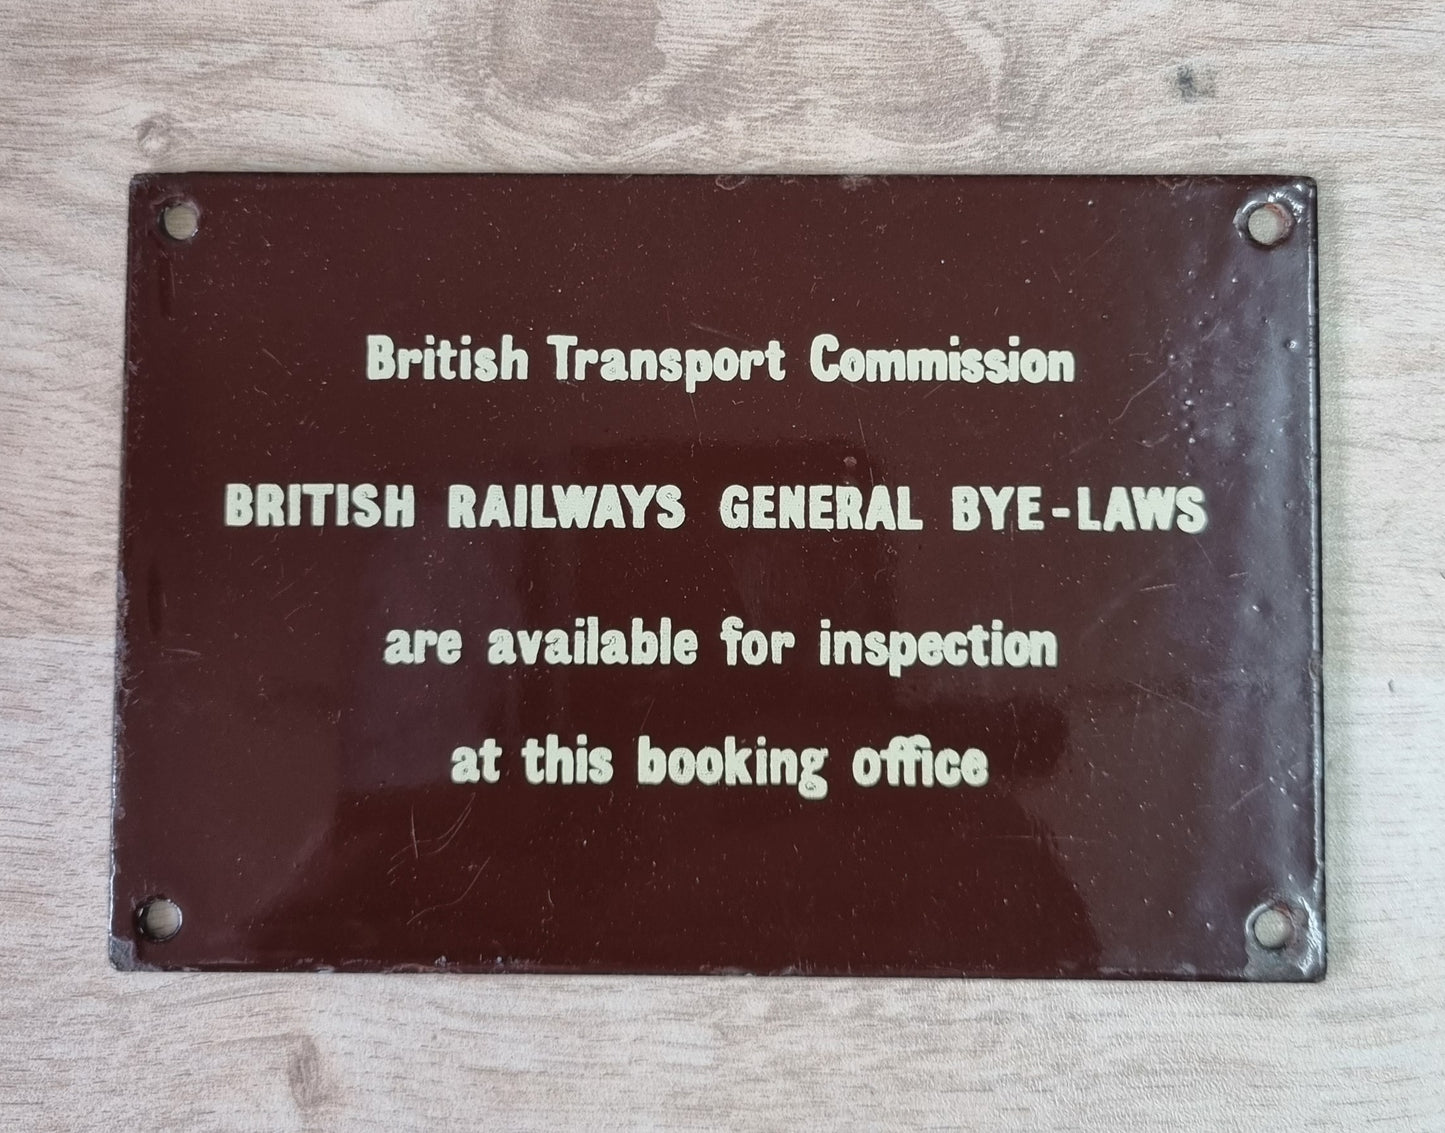 British Transport Commission
BRITISH RAILWAYS GENERAL BYE-LAWS
are available for inspection
at this booking office